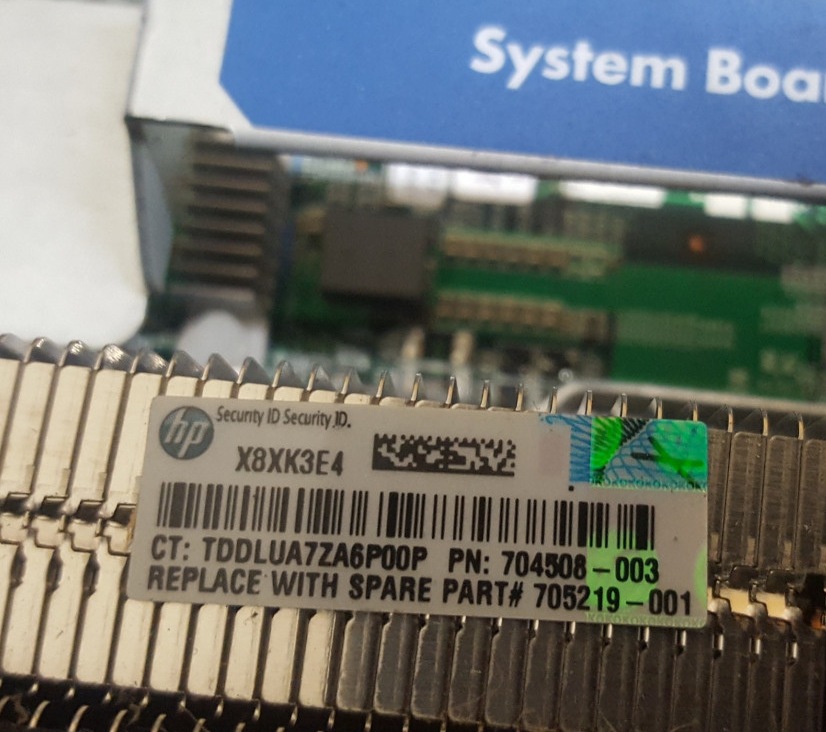 System Boa
hp
Security ID Security ID.
X8XK3E4
CT: TDDLUA7ZA6P00P PN: 704508-003
REPLACE WITH SPARE PART# 705219-001